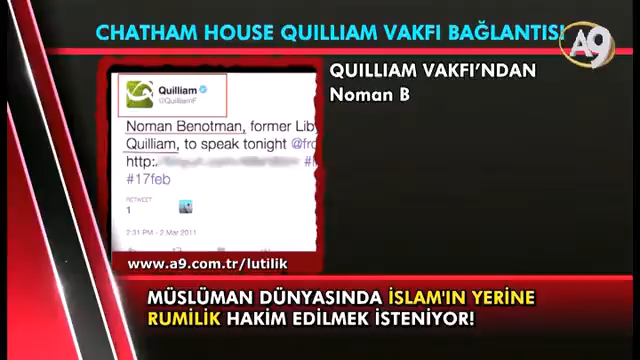 CHATHAM HOUSE QUILLIAM VAKFI BAĞLANTISI
A9
Quilliam
@QuilliamF
Noman Benotman, former Lib
Quilliam, to speak tonight @fro
http:
#17feb
RETWEET
1
2:31 PM - 2 Mar 2011
www.a9.com.tr/lutilik
QUILLIAM VAKFI’NDAN
Noman B
MÜSLÜMAN DÜNYASINDA İSLAM'IN YERİNE
RUMİLİK HAKİM EDİLMEK İSTENİYOR!